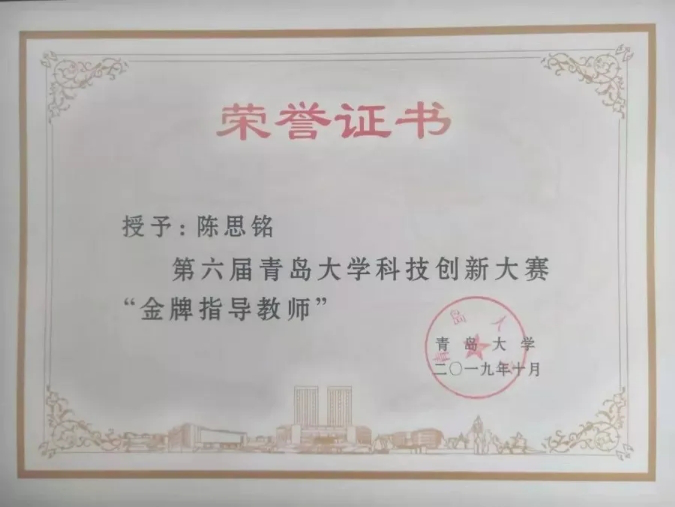 荣誉证书
授予：陈思铭
第六届青岛大学科技创新大赛
“金牌指导教师”
青岛大学
二〇一九年十月